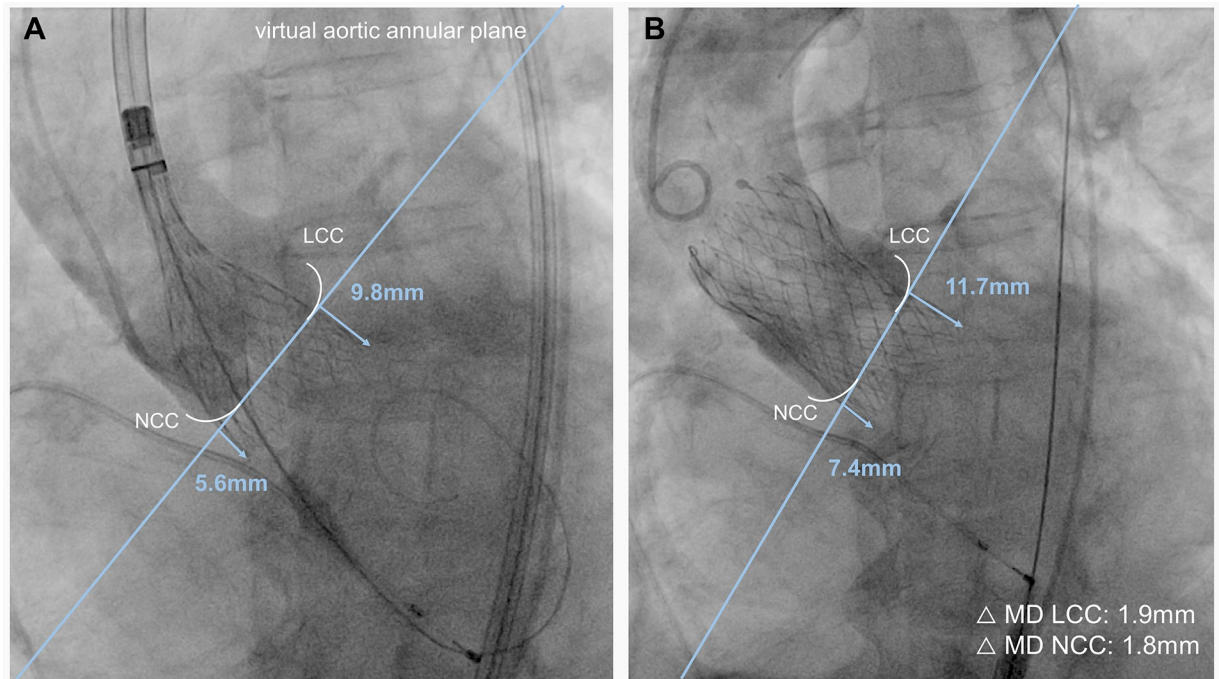 A
virtual aortic annular plane
LCC
9.8mm
NCC
5.6mm
B
LCC
11.7mm
NCC
7.4mm
△ MD LCC: 1.9mm
△ MD NCC: 1.8mm